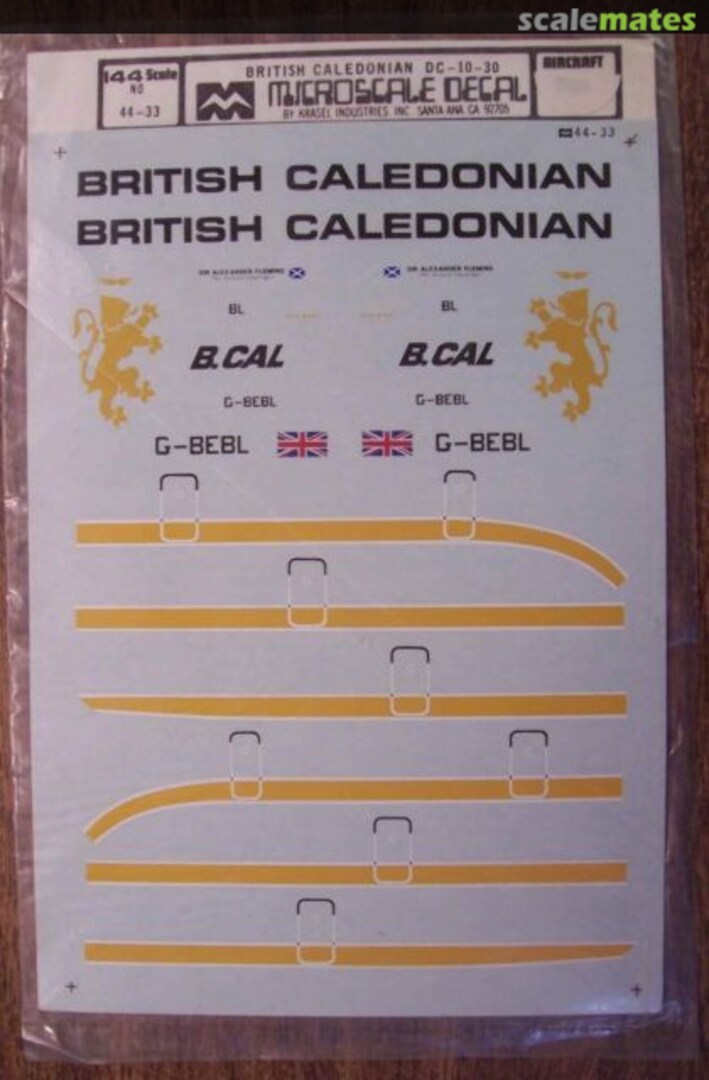 scalemates
144 Scale
NO
44-33
BRITISH CALEDONIAN DC-10-30
MICROSCALE DECAL
BY KRASEL INDUSTRIES INC SANTA ANA CA 92705
AIRCRAFT
44-33
BRITISH CALEDONIAN
BRITISH CALEDONIAN
SIR ALEXANDER FLEMING
SIR ALEXANDER FLEMING
BL
BL
B.CAL
B.CAL
G-BEBL
G-BEBL
G-BEBL
G-BEBL